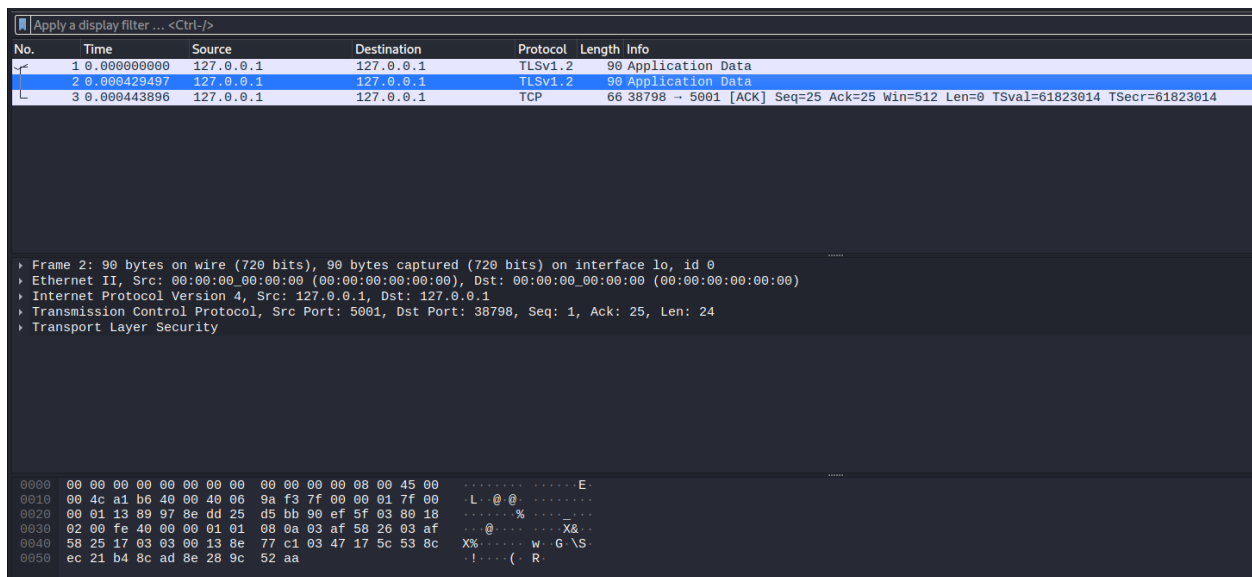 Apply a display filter ... <Ctrl-/>
No. Time Source Destination Protocol Length Info
1 0.000000000 127.0.0.1 127.0.0.1 TLSv1.2 90 Application Data
2 0.000429497 127.0.0.1 127.0.0.1 TLSv1.2 90 Application Data
3 0.000443896 127.0.0.1 127.0.0.1 TCP 66 38798 → 5001 [ACK] Seq=25 Ack=25 Win=512 Len=0 TSval=61823014 TSecr=61823014
Frame 2: 90 bytes on wire (720 bits), 90 bytes captured (720 bits) on interface lo, id 0
Ethernet II, Src: 00:00:00_00:00:00 (00:00:00:00:00:00), Dst: 00:00:00_00:00:00 (00:00:00:00:00:00)
Internet Protocol Version 4, Src: 127.0.0.1, Dst: 127.0.0.1
Transmission Control Protocol, Src Port: 5001, Dst Port: 38798, Seq: 1, Ack: 25, Len: 24
Transport Layer Security
0000 00 00 00 00 00 00 00 00 00 00 00 00 08 00 45 00 ········ ······E·
0010 00 4c a1 b6 40 00 40 06 9a f3 7f 00 00 01 7f 00 ·L··@·@· ········
0020 00 01 13 89 97 8e dd 25 d5 bb 90 ef 5f 03 80 18 ·······% ····_···
0030 02 00 fe 40 00 00 01 01 08 0a 03 af 58 26 03 af ···@···· ····X&··
0040 58 25 17 03 03 00 13 8e 77 c1 03 47 17 5c 53 8c X%······ w··G·\S·
0050 ec 21 b4 8c ad 8e 28 9c 52 aa ·!····(· R·